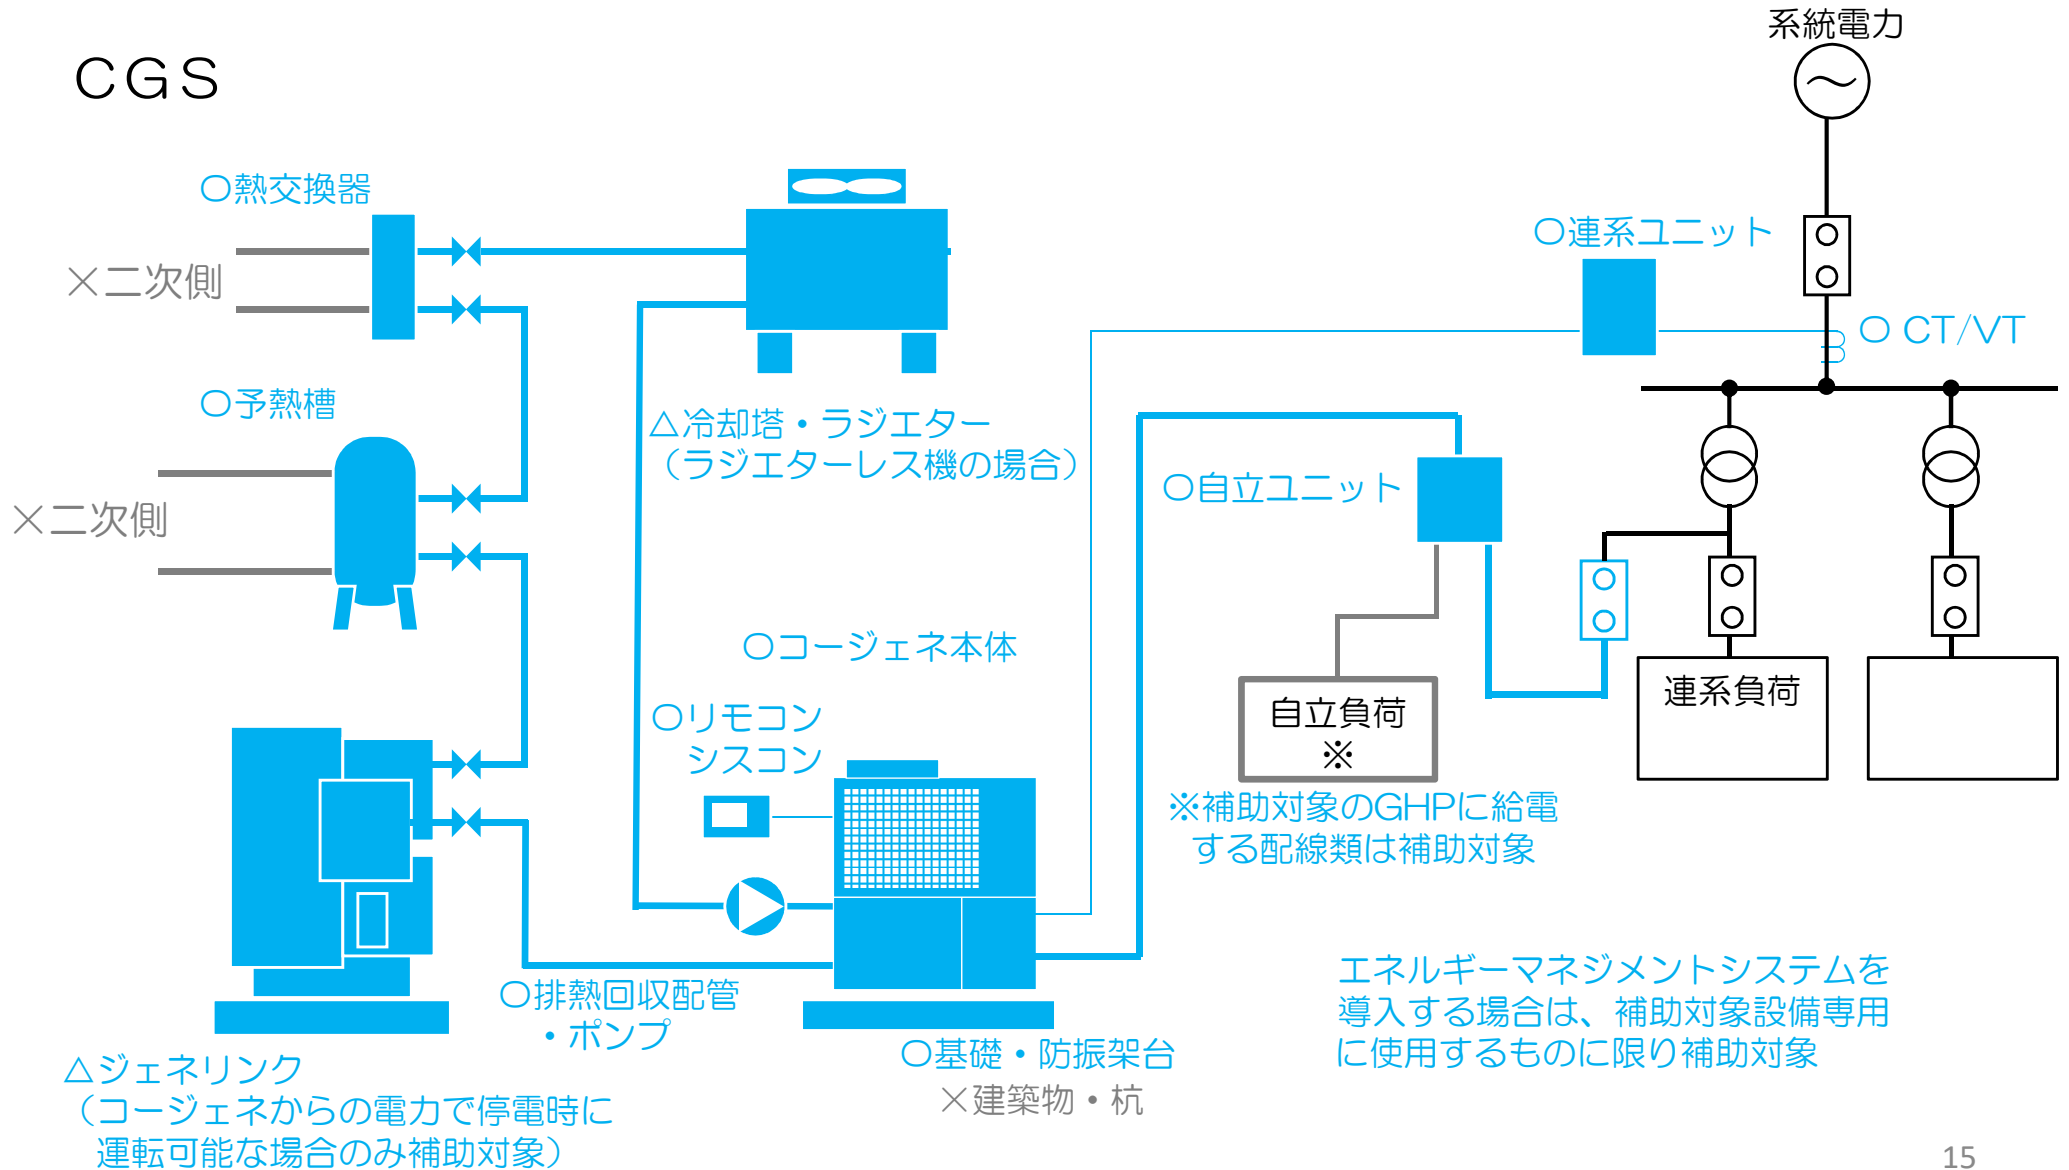 系統電力
ＣＧＳ
〇熱交換器
〇連系ユニット
×二次側
〇 CT/VT
〇予熱槽
△冷却塔・ラジエター
（ラジエターレス機の場合）
〇自立ユニット
×二次側
〇コージェネ本体
連系負荷
〇リモコン
シスコン
自立負荷
※
※補助対象のGHPに給電
する配線類は補助対象
〇排熱回収配管
・ポンプ
エネルギーマネジメントシステムを
導入する場合は、補助対象設備専用
に使用するものに限り補助対象
〇基礎・防振架台
×建築物・杭
△ジェネリンク
（コージェネからの電力で停電時に
運転可能な場合のみ補助対象）
15